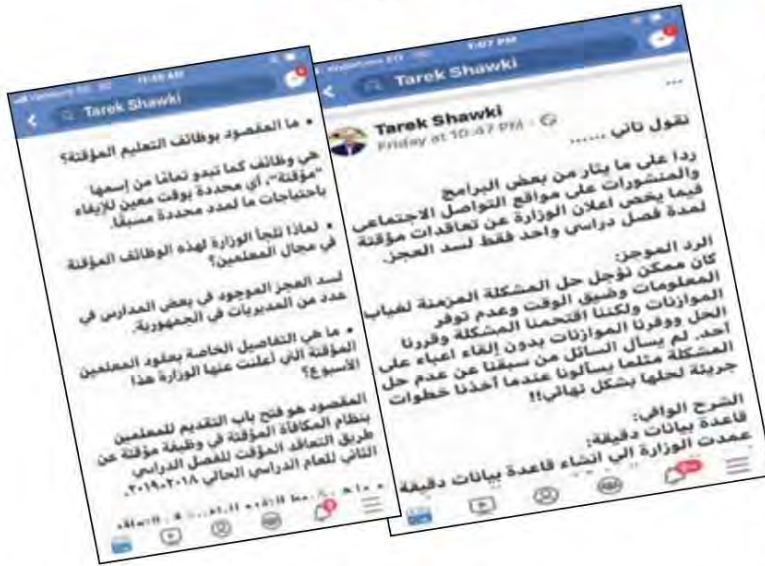 1:07 PM
Tarek Shawki
Tarek Shawki
Friday at 10:47 PM
نقول تاني ......
ردا على ما يثار من بعض البرامج
والمنشورات على مواقع التواصل الاجتماعى
فيما يخص اعلان الوزارة عن تعاقدات مؤقتة
لمدة فصل دراسى واحد فقط لسد العجز.
الرد الموجز:
كان ممكن نؤجل حل المشكلة المزمنة لغياب
المعلومات وضيق الوقت وعدم توفر
الموازنات ولكننا اقتحمنا المشكلة وقررنا
الحل ووفرنا الموازنات بدون إلقاء اعباء على
أحد. لم يسأل السائل من سبقنا عن عدم حل
المشكلة مثلما يسألونا عندما أخذنا خطوات
جريئة لحلها بشكل نهائي!!
الشرح الوافي:
قاعدة بيانات دقيقة:
عمدت الوزارة الي انشاء قاعدة بيانات دقيقة
Tarek Shawki
• ما المقصود بوظائف التعليم المؤقتة؟
هي وظائف كما تبدو تمامًا من إسمها
"مؤقتة"، أي محددة بوقت معين للإيفاء
باحتياجات ما لمدد محددة مسبقًا.
• لماذا تلجأ الوزارة لهذه الوظائف المؤقتة
في مجال المعلمين؟
لسد العجز الموجود في بعض المدارس في
عدد من المديريات في الجمهورية.
• ما هي التفاصيل الخاصة بعقود المعلمين
المؤقتة التي أعلنت عنها الوزارة هذا
الاسبوع؟
المقصود هو فتح باب التقديم للمعلمين
بنظام المكافأة المؤقتة في وظيفة مؤقتة عن
طريق التعاقد المؤقت للفصل الدراسي
الثاني للعام الدراسي الحالي ٢٠١٨-٢٠١٩.